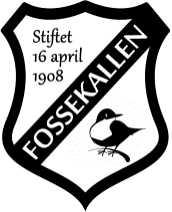 Stiftet
16 april
1908
FOSSEKALLEN